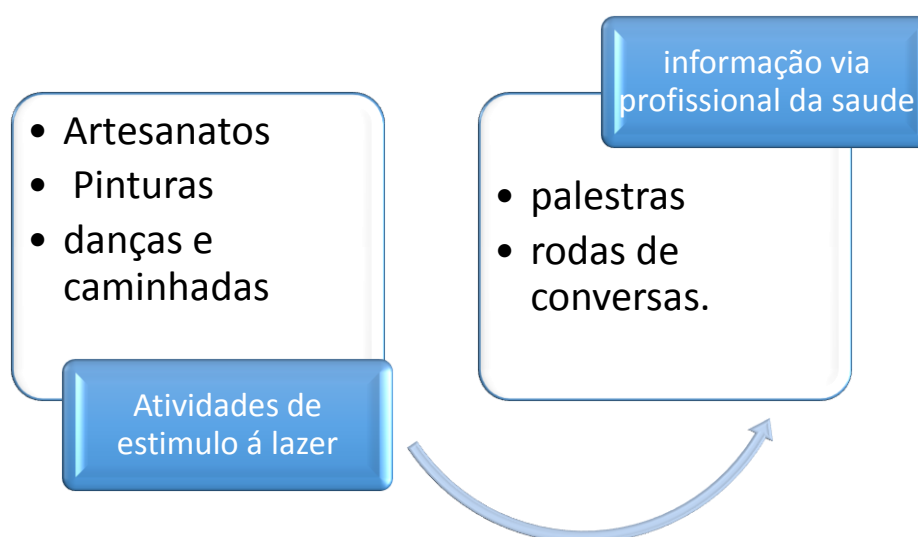 • Artesanatos
• Pinturas
• danças e
caminhadas
Atividades de
estimulo á lazer
informação via
profissional da saude
• palestras
• rodas de
conversas.